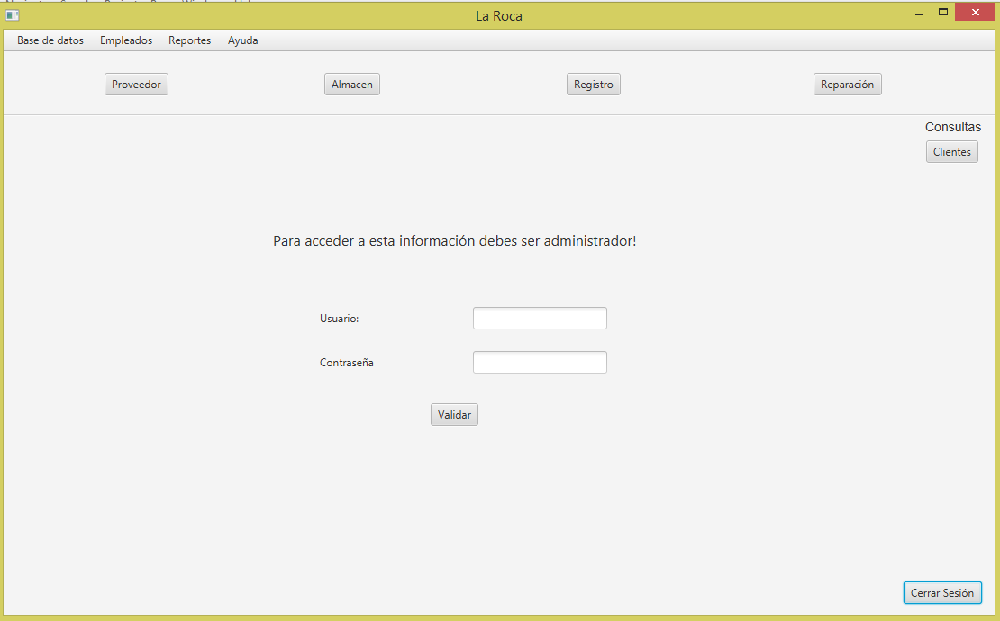 La Roca
Base de datos Empleados Reportes Ayuda
Proveedor Almacen Registro Reparación
Consultas
Clientes
Para acceder a esta información debes ser administrador!
Usuario:
Contraseña
Validar
Cerrar Sesión